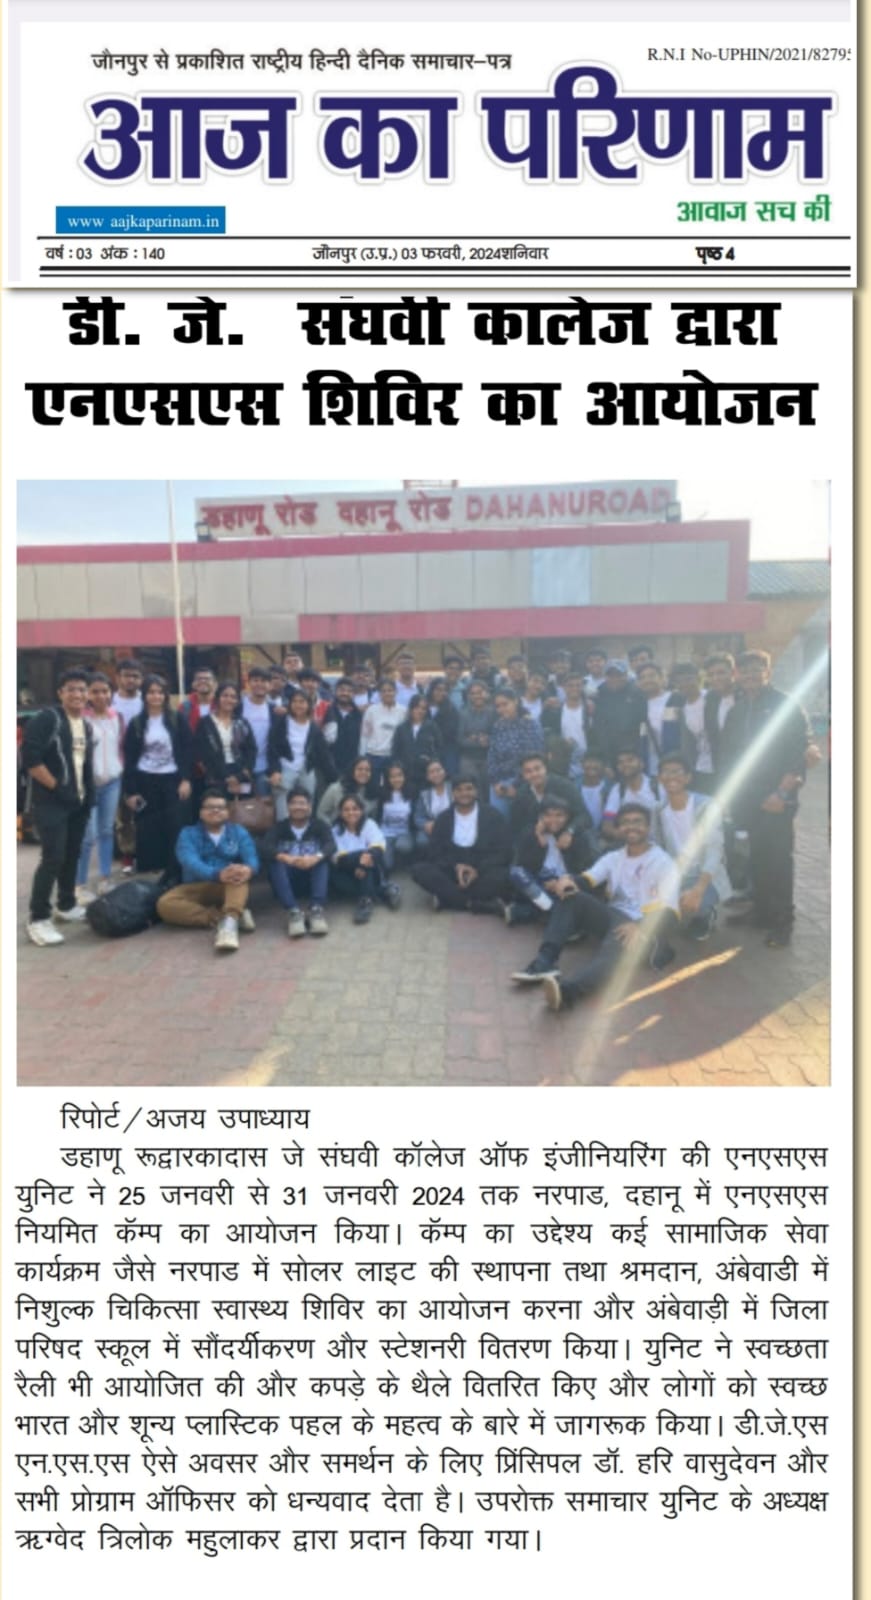 जौनपुर से प्रकाशित राष्ट्रीय हिन्दी दैनिक समाचार-पत्र
R.N.I No-UPHIN/2021/8279
आज का परिणाम
www aajkaparinam.in
आवाज सच की
वर्ष : 03 अंक : 140
जौनपुर (उ.प्र.) 03 फरवरी, 2024शनिवार
पृष्ठ 4
डी. जे. संघवी कालेज द्वारा
एनएसएस शिविर का आयोजन
डहाणू रोड दहानू रोड DAHANUROAD
रिपोर्ट/अजय उपाध्याय
डहाणू रूद्वारकादास जे संघवी कॉलेज ऑफ इंजीनियरिंग की एनएसएस
युनिट ने 25 जनवरी से 31 जनवरी 2024 तक नरपाड, दहानू में एनएसएस
नियमित कॅम्प का आयोजन किया। कॅम्प का उद्देश्य कई सामाजिक सेवा
कार्यक्रम जैसे नरपाड में सोलर लाइट की स्थापना तथा श्रमदान, अंबेवाडी में
निशुल्क चिकित्सा स्वास्थ्य शिविर का आयोजन करना और अंबेवाड़ी में जिला
परिषद स्कूल में सौंदर्यीकरण और स्टेशनरी वितरण किया। युनिट ने स्वच्छता
रैली भी आयोजित की और कपड़े के थैले वितरित किए और लोगों को स्वच्छ
भारत और शून्य प्लास्टिक पहल के महत्व के बारे में जागरूक किया। डी.जे.एस
एन.एस.एस ऐसे अवसर और समर्थन के लिए प्रिंसिपल डॉ. हरि वासुदेवन और
सभी प्रोग्राम ऑफिसर को धन्यवाद देता है। उपरोक्त समाचार युनिट के अध्यक्ष
ऋग्वेद त्रिलोक महुलाकर द्वारा प्रदान किया गया।